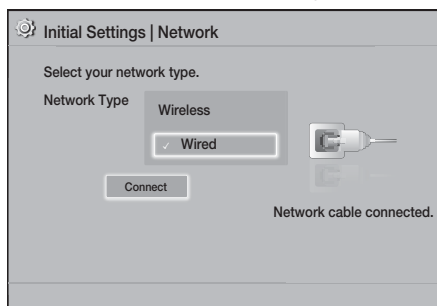 Initial Settings | Network
Select your network type.
Network Type
Wireless
✓ Wired
Connect
Network cable connected.